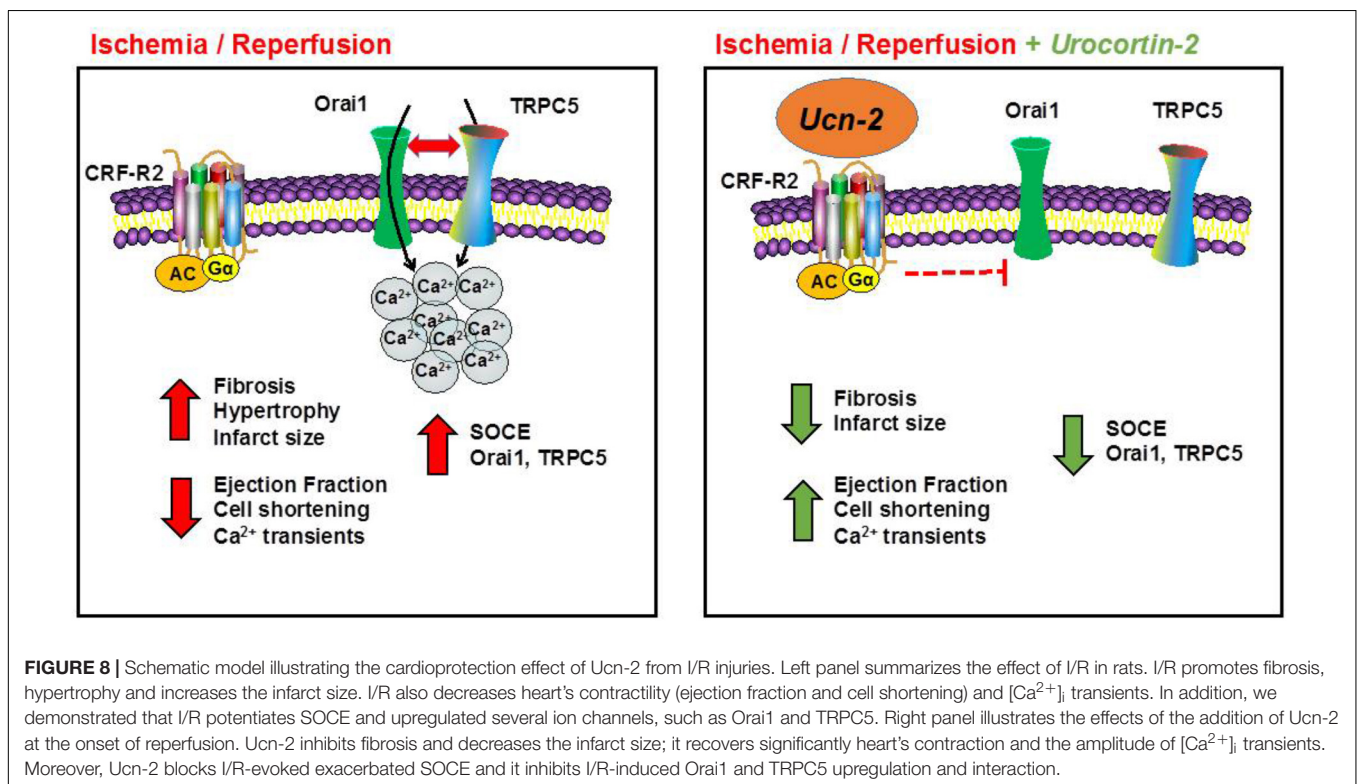 Ischemia / Reperfusion
Orai1
TRPC5
CRF-R2
AC
Gα
Ca²⁺
Ca²⁺
Ca²⁺
Ca²⁺
Ca²⁺
Ca²⁺
Ca²⁺
Ca²⁺
Ca²⁺
Ca²⁺
Fibrosis
Hypertrophy
Infarct size
SOCE
Orai1, TRPC5
Ejection Fraction
Cell shortening
Ca²⁺ transients
Ischemia / Reperfusion + Urocortin-2
Ucn-2
Orai1
TRPC5
CRF-R2
AC
Gα
Fibrosis
Infarct size
SOCE
Orai1, TRPC5
Ejection Fraction
Cell shortening
Ca²⁺ transients
FIGURE 8 | Schematic model illustrating the cardioprotection effect of Ucn-2 from I/R injuries. Left panel summarizes the effect of I/R in rats. I/R promotes fibrosis,
hypertrophy and increases the infarct size. I/R also decreases heart's contractility (ejection fraction and cell shortening) and [Ca²⁺]ᵢ transients. In addition, we
demonstrated that I/R potentiates SOCE and upregulated several ion channels, such as Orai1 and TRPC5. Right panel illustrates the effects of the addition of Ucn-2
at the onset of reperfusion. Ucn-2 inhibits fibrosis and decreases the infarct size; it recovers significantly heart's contraction and the amplitude of [Ca²⁺]ᵢ transients.
Moreover, Ucn-2 blocks I/R-evoked exacerbated SOCE and it inhibits I/R-induced Orai1 and TRPC5 upregulation and interaction.